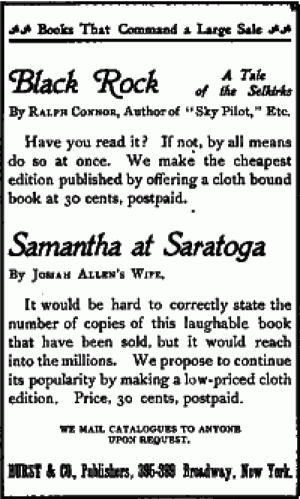 Books That Command a Large Sale
Black Rock
A Tale
of the Selkirks
By Ralph Connor, Author of "Sky Pilot," Etc.
Have you read it? If not, by all means
do so at once. We make the cheapest
edition published by offering a cloth bound
book at 30 cents, postpaid.
Samantha at Saratoga
By Josiah Allen's Wife.
It would be hard to correctly state the
number of copies of this laughable book
that have been sold, but it would reach
into the millions. We propose to continue
its popularity by making a low-priced cloth
edition. Price, 30 cents, postpaid.
WE MAIL CATALOGUES TO ANYONE
UPON REQUEST.
HURST & CO., Publishers, 395-399 Broadway, New York.